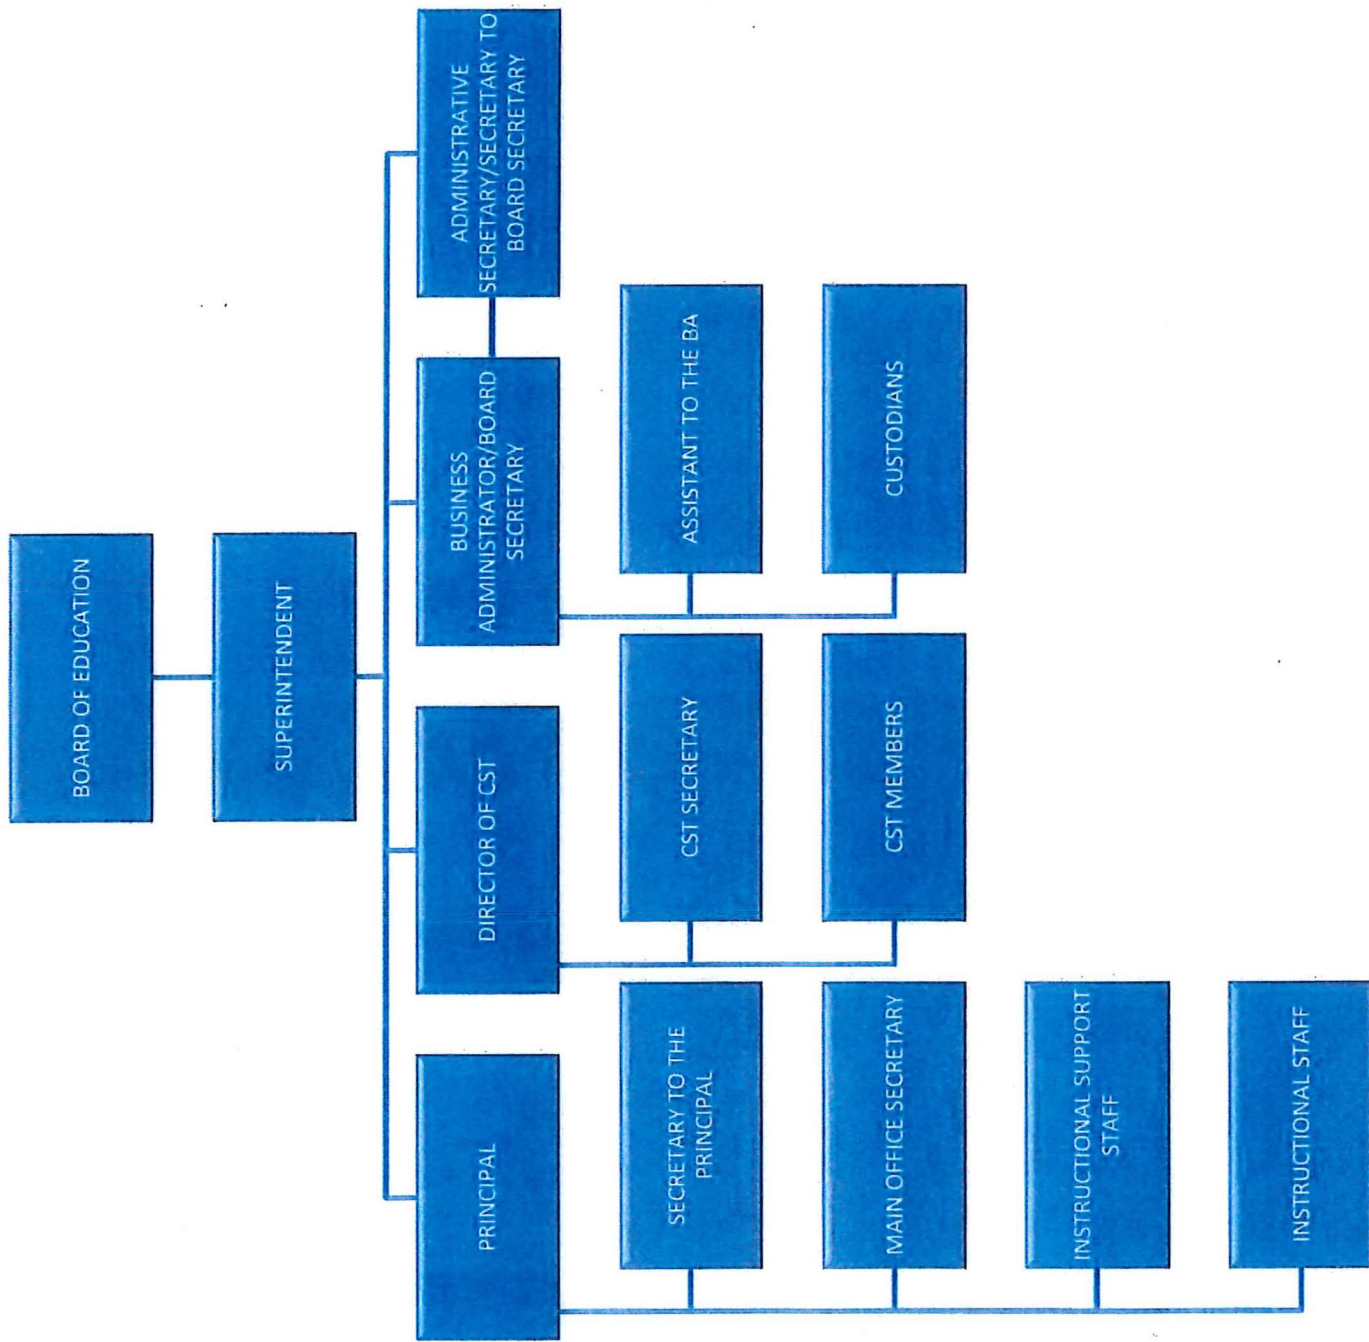 BOARD OF EDUCATION
SUPERINTENDENT
PRINCIPAL
DIRECTOR OF CST
BUSINESS
ADMINISTRATOR/BOARD
SECRETARY
ADMINISTRATIVE
SECRETARY/SECRETARY TO
BOARD SECRETARY
SECRETARY TO THE
PRINCIPAL
MAIN OFFICE SECRETARY
INSTRUCTIONAL SUPPORT
STAFF
INSTRUCTIONAL STAFF
CST SECRETARY
CST MEMBERS
ASSISTANT TO THE BA
CUSTODIANS